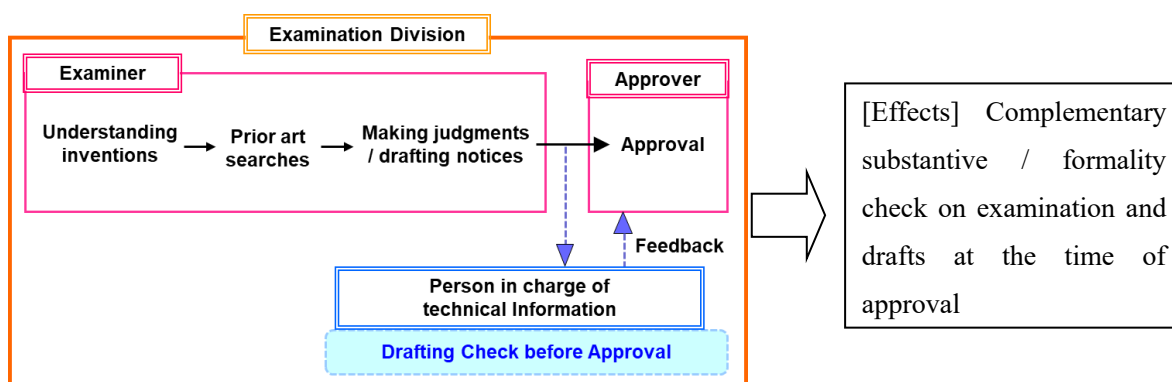 Examination Division
Examiner
Approver
Understanding
inventions
Prior art
searches
Making judgments
/ drafting notices
Approval
Feedback
Person in charge of
technical Information
Drafting Check before Approval
[Effects] Complementary
substantive / formality
check on examination and
drafts at the time of
approval